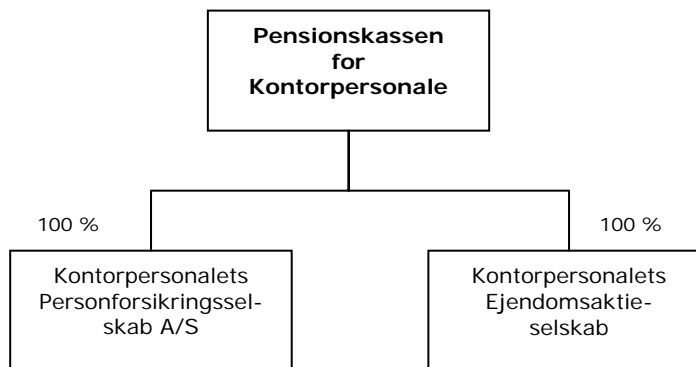 Pensionskassen
for
Kontorpersonale
100 %
100 %
Kontorpersonalets
Personforsikringssel-
skab A/S
Kontorpersonalets
Ejendomsaktie-
selskab